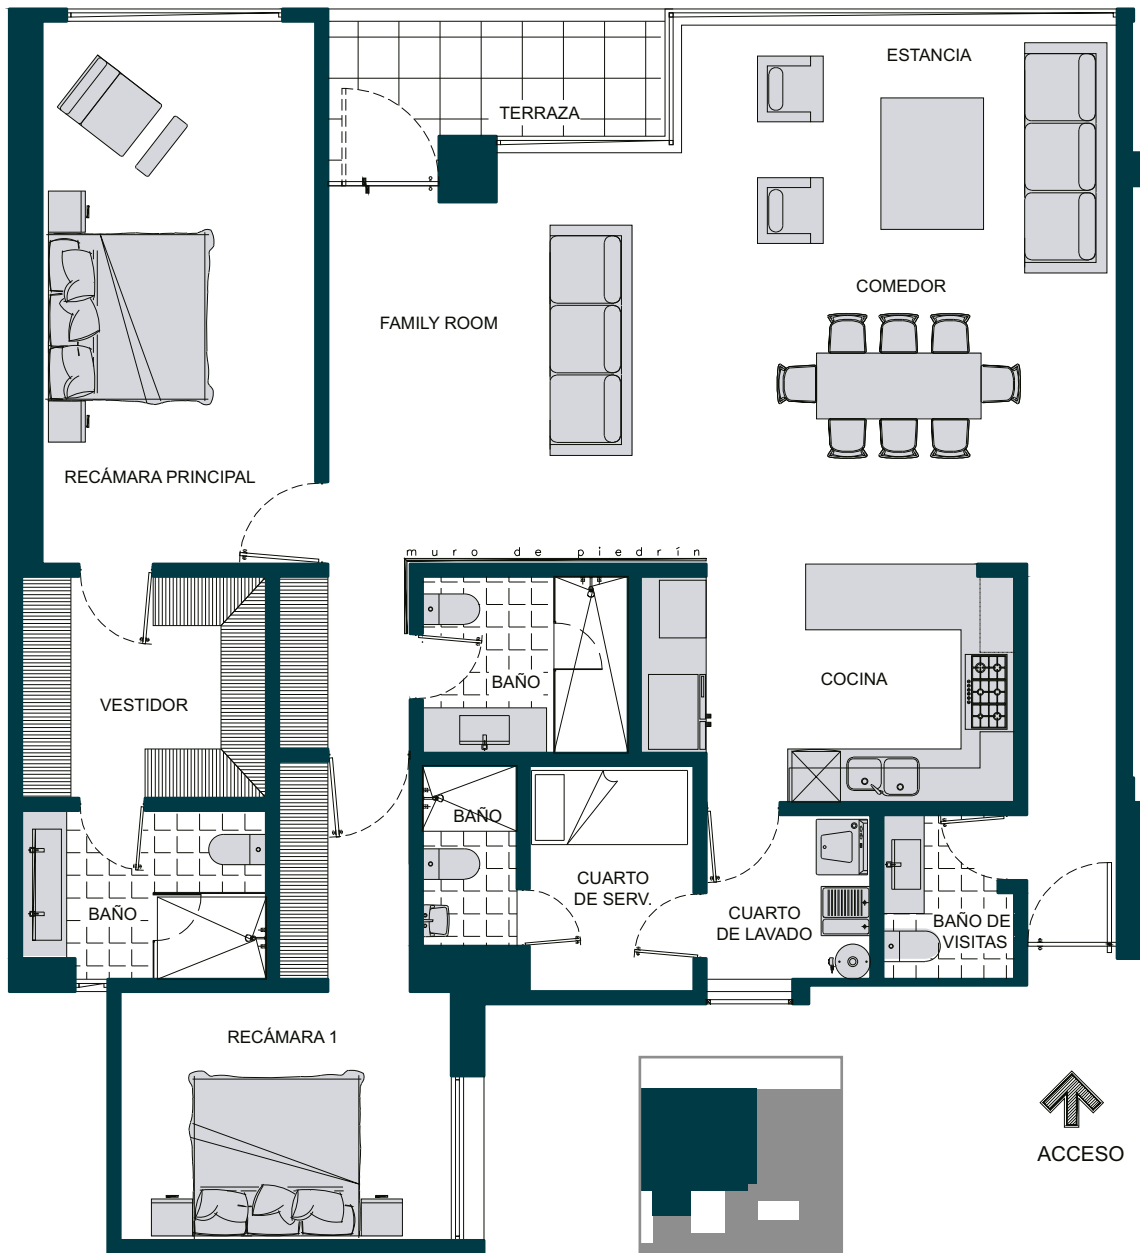 ESTANCIA
TERRAZA
COMEDOR
FAMILY ROOM
RECÁMARA PRINCIPAL
muro de piedrín
BAÑO
COCINA
VESTIDOR
BAÑO
CUARTO
DE SERV.
BAÑO
CUARTO
DE LAVADO
BAÑO DE
VISITAS
RECÁMARA 1
ACCESO